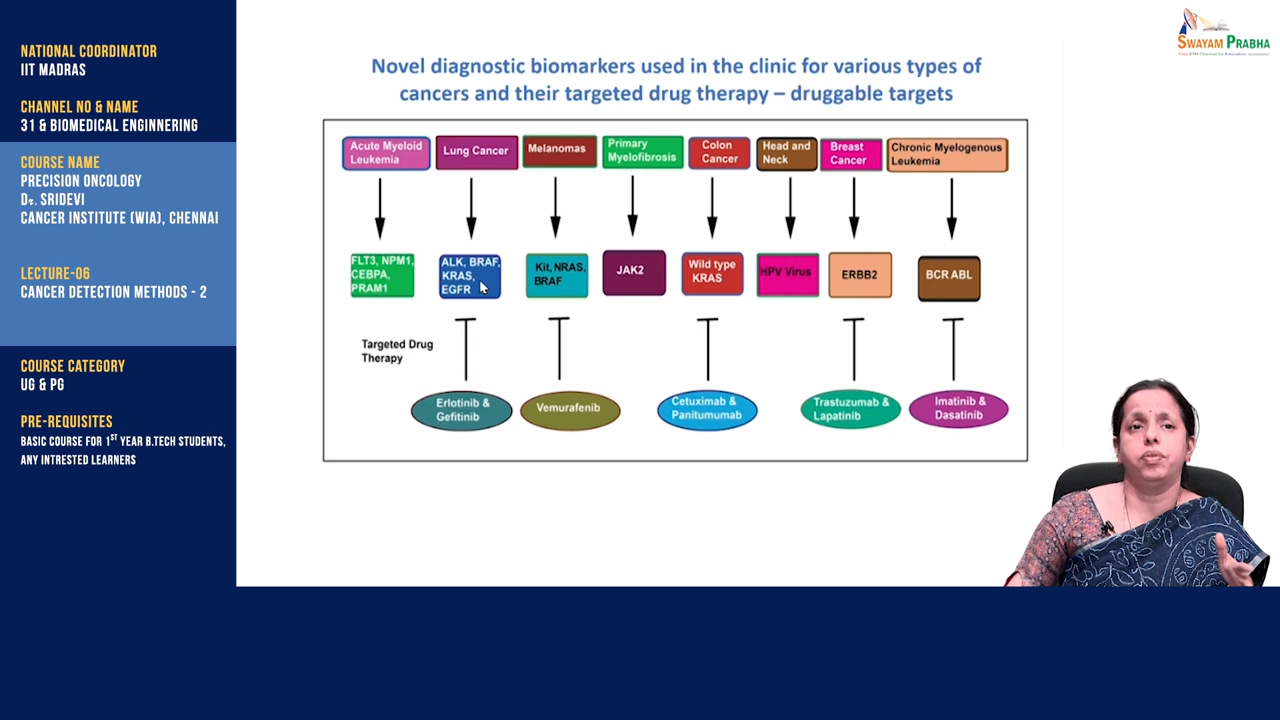 NATIONAL COORDINATOR
IIT MADRAS
CHANNEL NO & NAME
31 & BIOMEDICAL ENGINNERING
COURSE NAME
PRECISION ONCOLOGY
Dr. SRIDEVI
CANCER INSTITUTE (WIA), CHENNAI
LECTURE-06
CANCER DETECTION METHODS - 2
COURSE CATEGORY
UG & PG
PRE-REQUISITES
BASIC COURSE FOR 1ST YEAR B.TECH STUDENTS,
ANY INTRESTED LEARNERS
SWAYAM PRABHA
Novel diagnostic biomarkers used in the clinic for various types of
cancers and their targeted drug therapy – druggable targets
Acute Myeloid
Leukemia
Lung Cancer
Melanomas
Primary
Myelofibrosis
Colon
Cancer
Head and
Neck
Breast
Cancer
Chronic Myelogenous
Leukemia
FLT3, NPM1,
CEBPA,
PRAM1
ALK, BRAF,
KRAS,
EGFR
Kit, NRAS,
BRAF
JAK2
Wild type
KRAS
HPV Virus
ERBB2
BCR ABL
Targeted Drug
Therapy
Erlotinib &
Gefitinib
Vemurafenib
Cetuximab &
Panitumumab
Trastuzumab &
Lapatinib
Imatinib &
Dasatinib